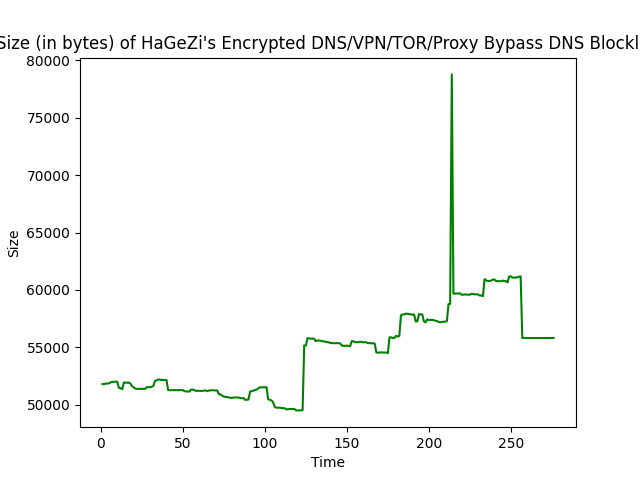 Size (in bytes) of HaGeZi's Encrypted DNS/VPN/TOR/Proxy Bypass DNS Blockl
80000
75000
70000
65000
60000
55000
50000
Size
0 50 100 150 200 250
Time